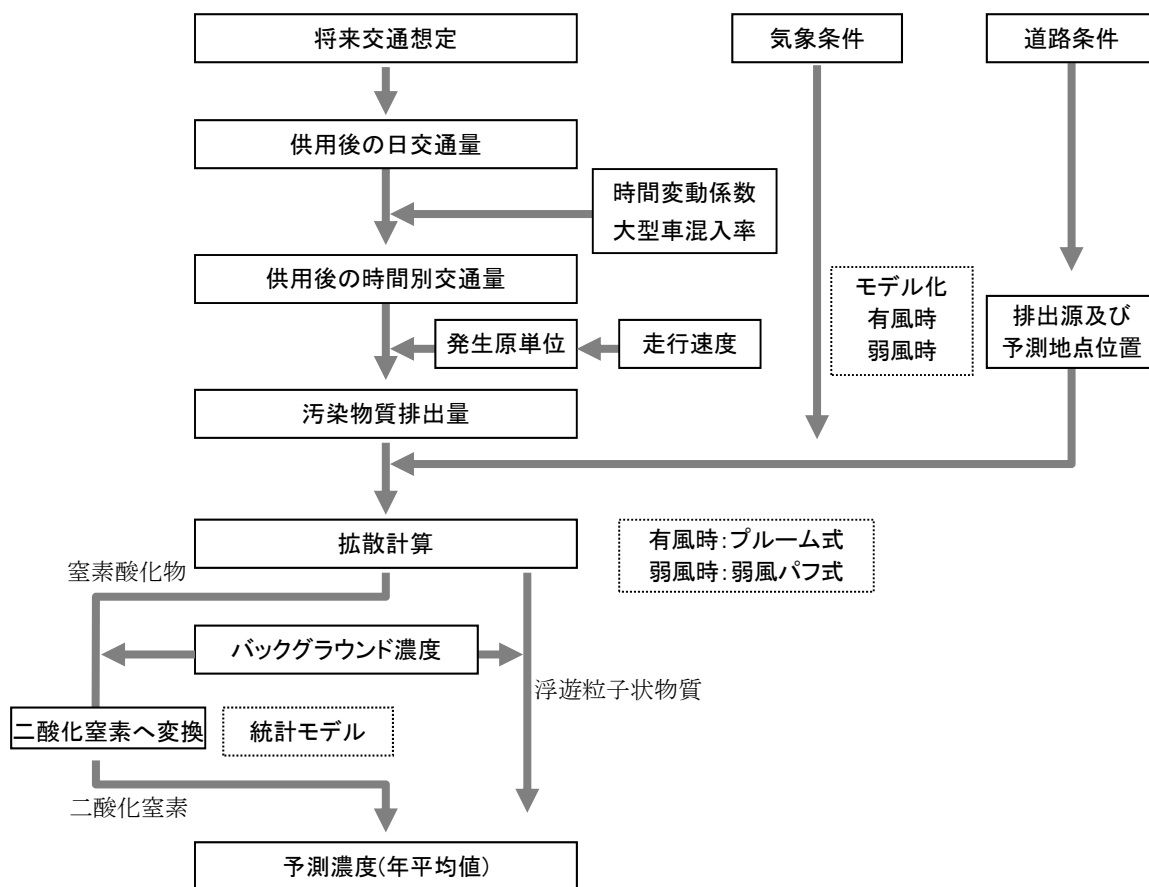 将来交通想定
気象条件
道路条件
供用後の日交通量
時間変動係数
大型車混入率
供用後の時間別交通量
モデル化
有風時
弱風時
排出源及び
予測地点位置
発生原単位
走行速度
汚染物質排出量
拡散計算
有風時:プルーム式
弱風時:弱風パフ式
窒素酸化物
バックグラウンド濃度
浮遊粒子状物質
二酸化窒素へ変換
統計モデル
二酸化窒素
予測濃度(年平均値)